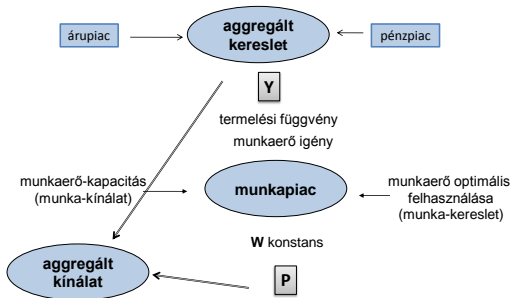 aggregált
kereslet
árupiac
pénzpiac
Y
termelési függvény
munkaerő igény
munkaerő-kapacitás
(munka-kínálat)
munkapiac
munkaerő optimális
felhasználása
(munka-kereslet)
W konstans
aggregált
kínálat
P